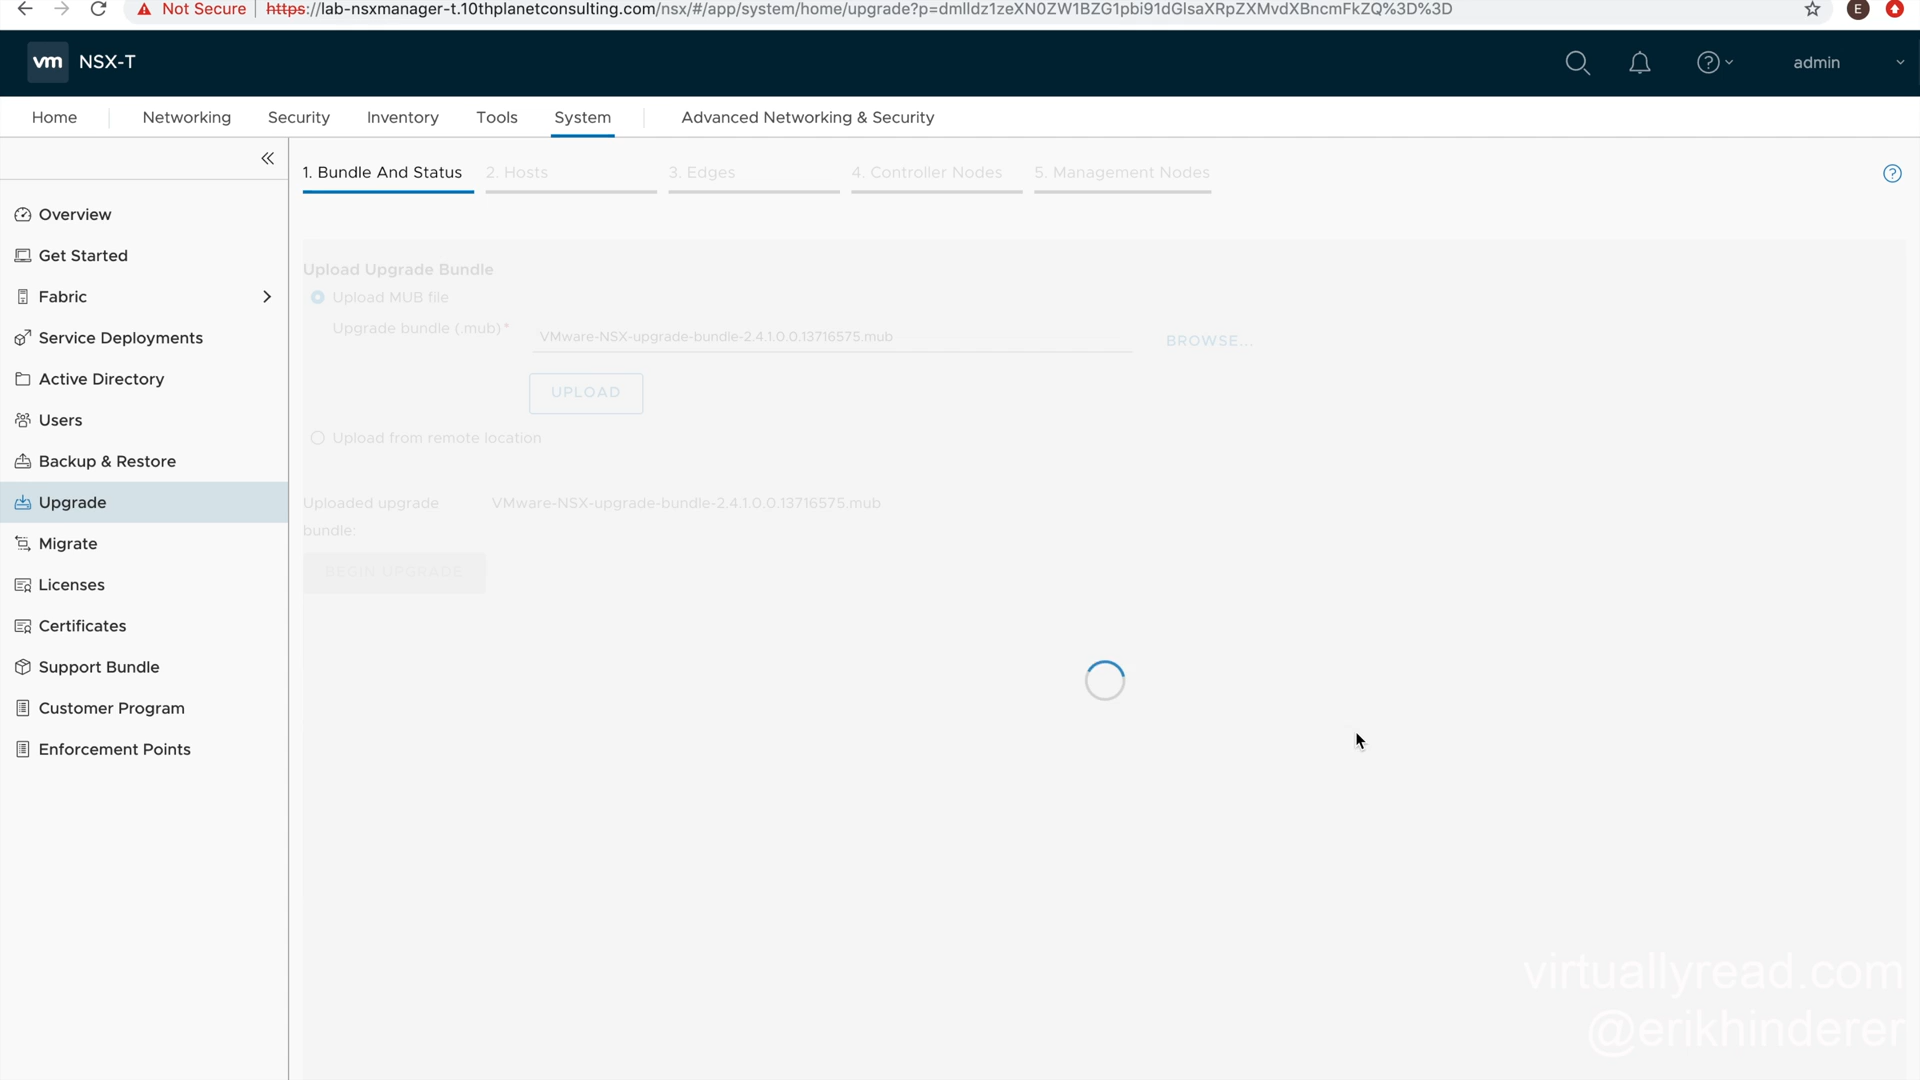 Not Secure https://lab-nsxmanager-t.10thplanetconsulting.com/nsx/#/app/system/home/upgrade?p=dmlldz1zeXN0ZW1BZG1pbi91dGlsaXRpZXMvdXBncmFkZQ%3D%3D E
vm NSX-T admin
Home Networking Security Inventory Tools System Advanced Networking & Security
1. Bundle And Status 2. Hosts 3. Edges 4. Controller Nodes 5. Management Nodes
Overview
Get Started
Fabric
Service Deployments
Active Directory
Users
Backup & Restore
Upgrade
Migrate
Licenses
Certificates
Support Bundle
Customer Program
Enforcement Points
Upload Upgrade Bundle
Upload MUB file
Upgrade bundle (.mub)* VMware-NSX-upgrade-bundle-2.4.1.0.0.13716575.mub BROWSE...
UPLOAD
Upload from remote location
Uploaded upgrade VMware-NSX-upgrade-bundle-2.4.1.0.0.13716575.mub
bundle:
BEGIN UPGRADE
virtuallyread.com
@erikhinderer